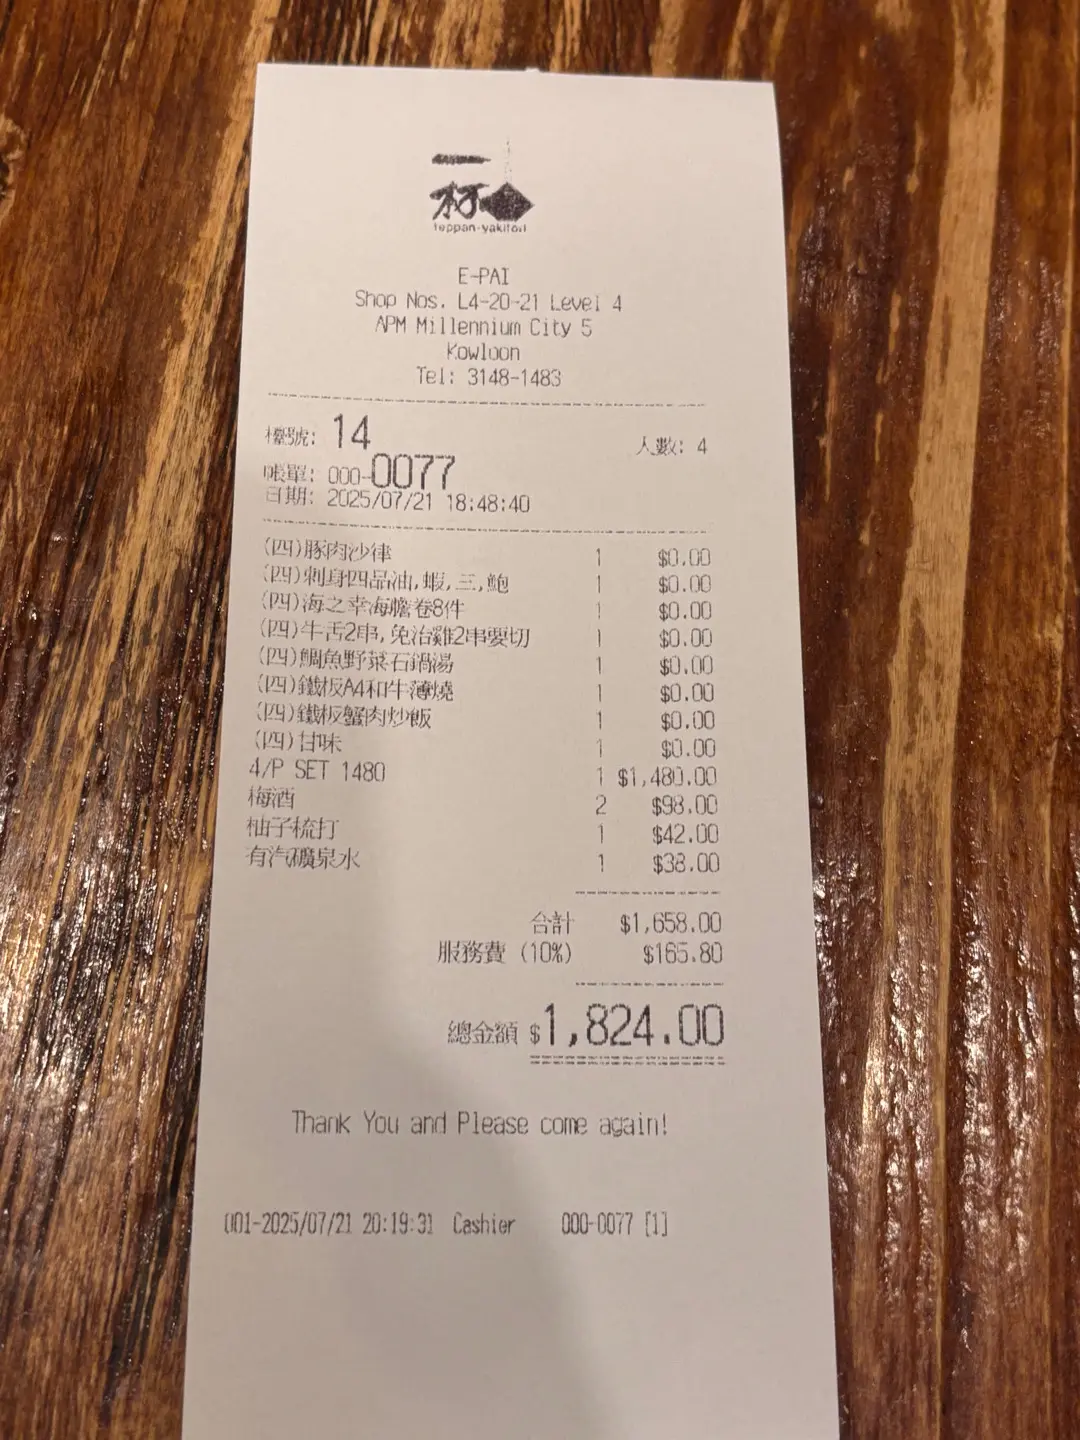 一
杯
teppan-yakitori
E-PAI
Shop Nos. L4-20-21 Level 4
APM Millennium City 5
Kowloon
Tel: 3148-1483
檯號: 14 人數: 4
帳單: 000-0077
日期: 2025/07/21 18:48:40
(四)豚肉沙律 1 $0.00
(四)刺身四品油,蝦,三,鮑 1 $0.00
(四)海之幸海膽卷8件 1 $0.00
(四)牛舌2串,免治雞2串要切 1 $0.00
(四)鯛魚野菜石鍋湯 1 $0.00
(四)鐵板A4和牛薄燒 1 $0.00
(四)鐵板蟹肉炒飯 1 $0.00
(四)甘味 1 $0.00
4/P SET 1480 1 $1,480.00
梅酒 2 $98.00
柚子梳打 1 $42.00
有汽礦泉水 1 $38.00
合計 $1,658.00
服務費 (10%) $165.80
總金額 $1,824.00
Thank You and Please come again!
001-2025/07/21 20:19:31 Cashier 000-0077 [1]